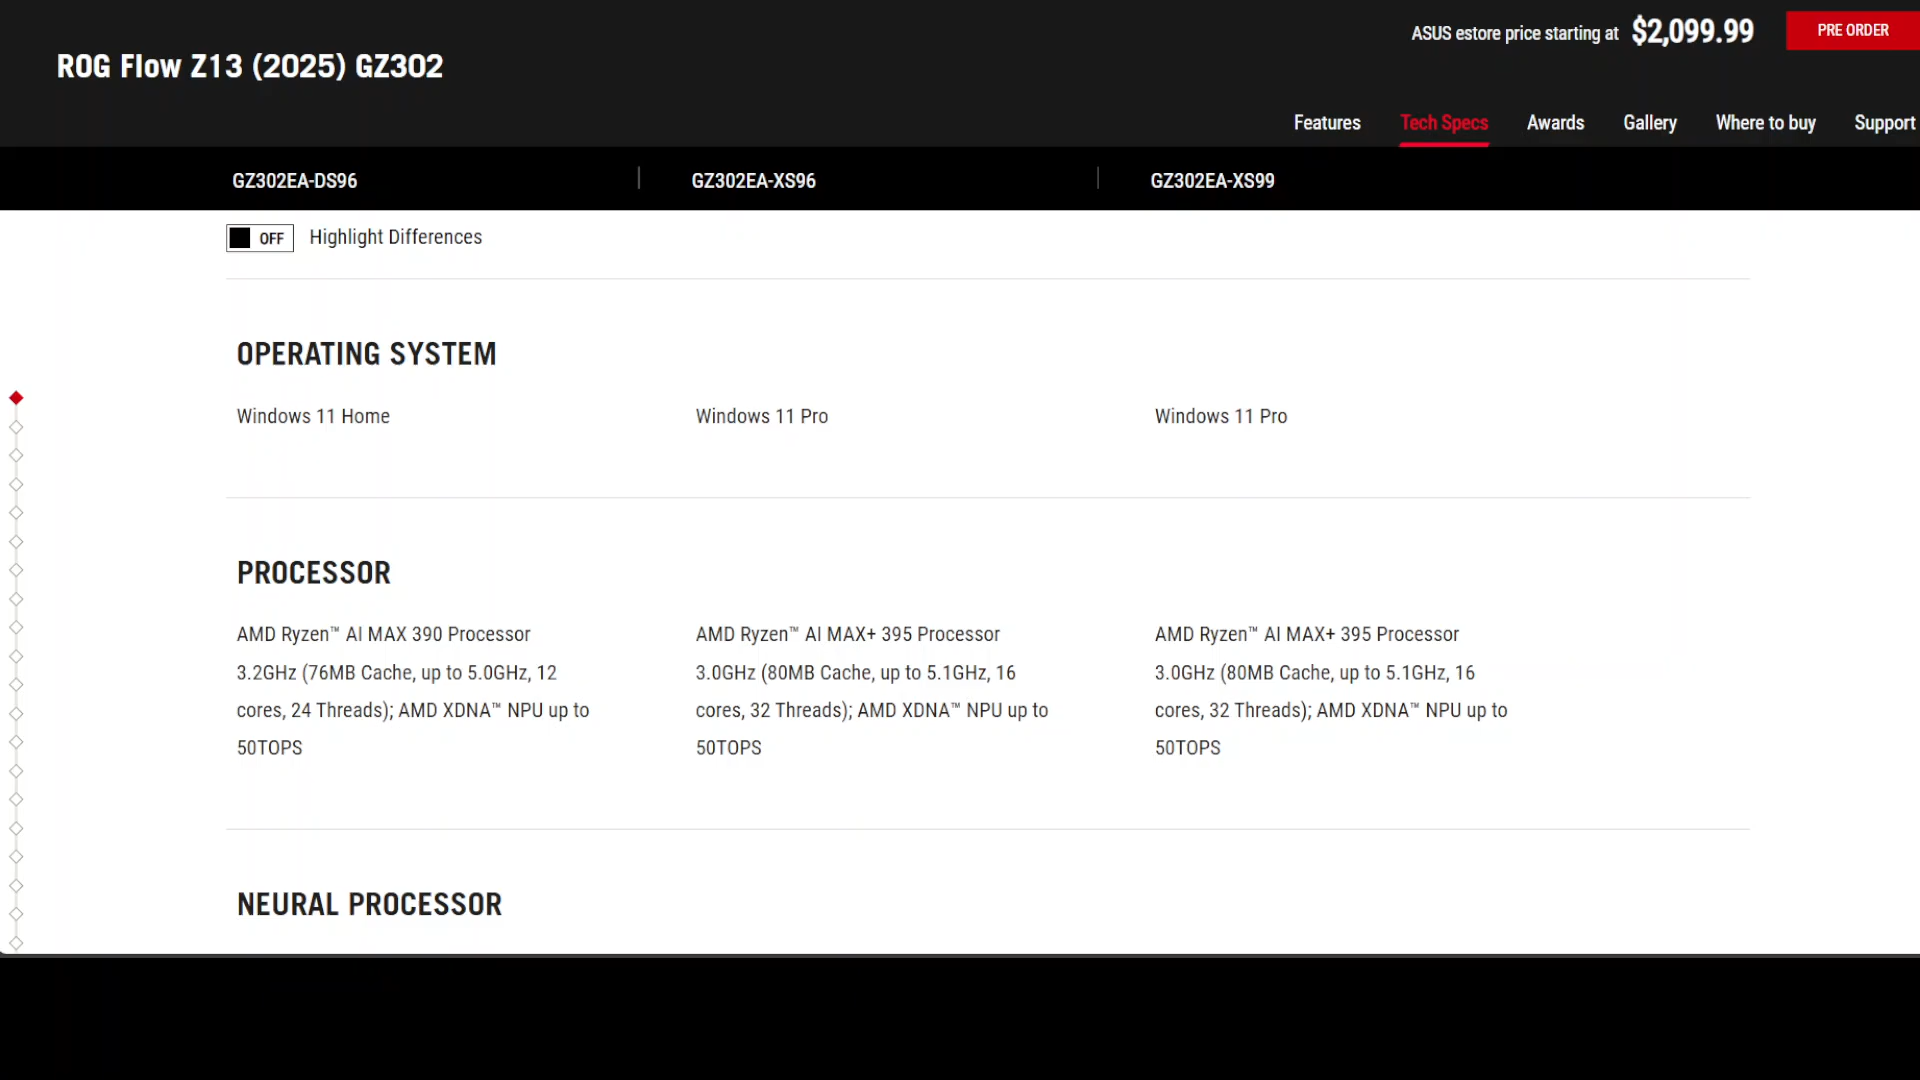 ASUS estore price starting at $2,099.99 PRE ORDER
ROG Flow Z13 (2025) GZ302
Features Tech Specs Awards Gallery Where to buy Support
GZ302EA-DS96 GZ302EA-XS96 GZ302EA-XS99
OFF Highlight Differences
OPERATING SYSTEM
Windows 11 Home Windows 11 Pro Windows 11 Pro
PROCESSOR
AMD Ryzen™ AI MAX 390 Processor
3.2GHz (76MB Cache, up to 5.0GHz, 12
cores, 24 Threads); AMD XDNA™ NPU up to
50TOPS
AMD Ryzen™ AI MAX+ 395 Processor
3.0GHz (80MB Cache, up to 5.1GHz, 16
cores, 32 Threads); AMD XDNA™ NPU up to
50TOPS
AMD Ryzen™ AI MAX+ 395 Processor
3.0GHz (80MB Cache, up to 5.1GHz, 16
cores, 32 Threads); AMD XDNA™ NPU up to
50TOPS
NEURAL PROCESSOR